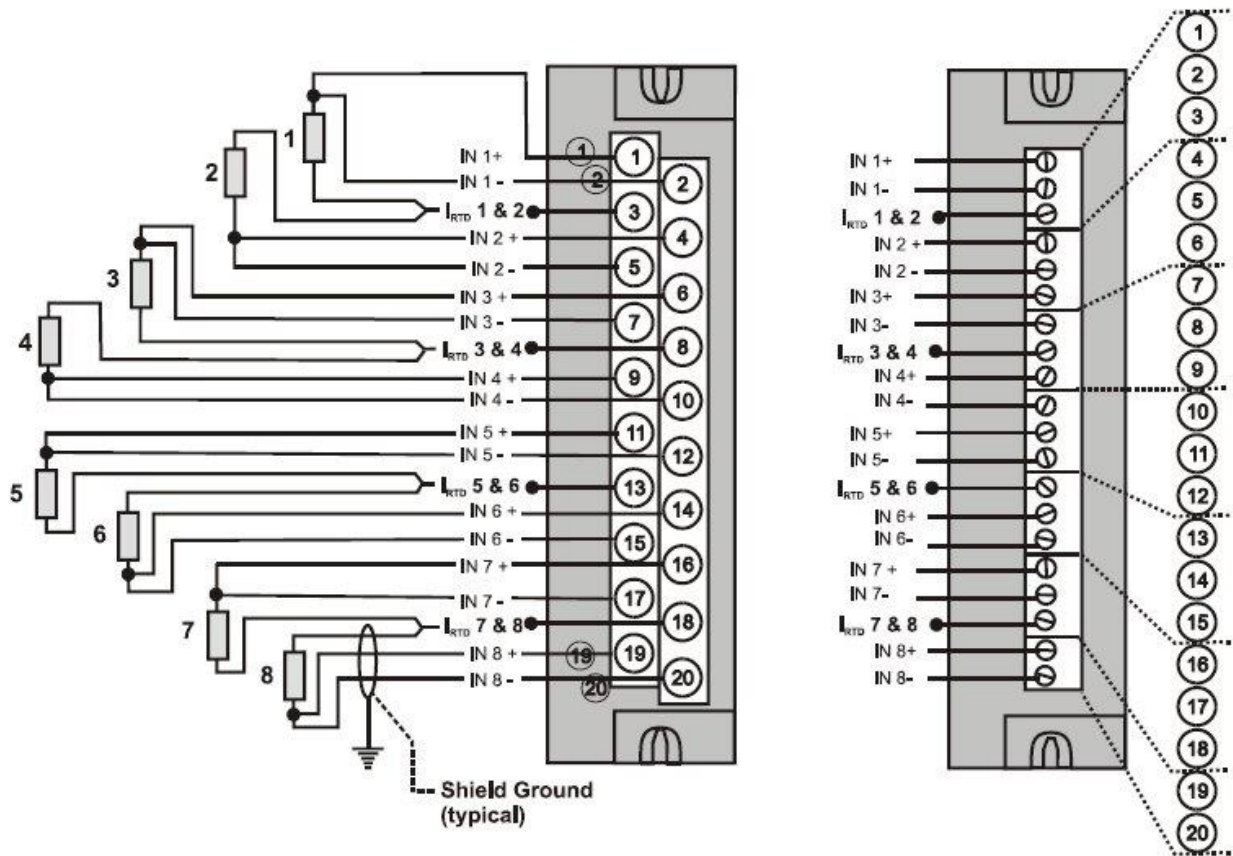 1
2
3
4
5
6
7
8
IN 1+
IN 1-
IRTD 1 & 2
IN 2 +
IN 2 -
IN 3 +
IN 3 -
IRTD 3 & 4
IN 4 +
IN 4 -
IN 5 +
IN 5 -
IRTD 5 & 6
IN 6 +
IN 6 -
IN 7 +
IN 7 -
IRTD 7 & 8
IN 8 +
IN 8 -
1
2
19
20
1
2
3
4
5
6
7
8
9
10
11
12
13
14
15
16
17
18
19
20
Shield Ground
(typical)
IN 1+
IN 1-
IRTD 1 & 2
IN 2 +
IN 2 -
IN 3+
IN 3-
IRTD 3 & 4
IN 4+
IN 4-
IN 5+
IN 5-
IRTD 5 & 6
IN 6+
IN 6-
IN 7 +
IN 7-
IRTD 7 & 8
IN 8+
IN 8-
1
2
3
4
5
6
7
8
9
10
11
12
13
14
15
16
17
18
19
20